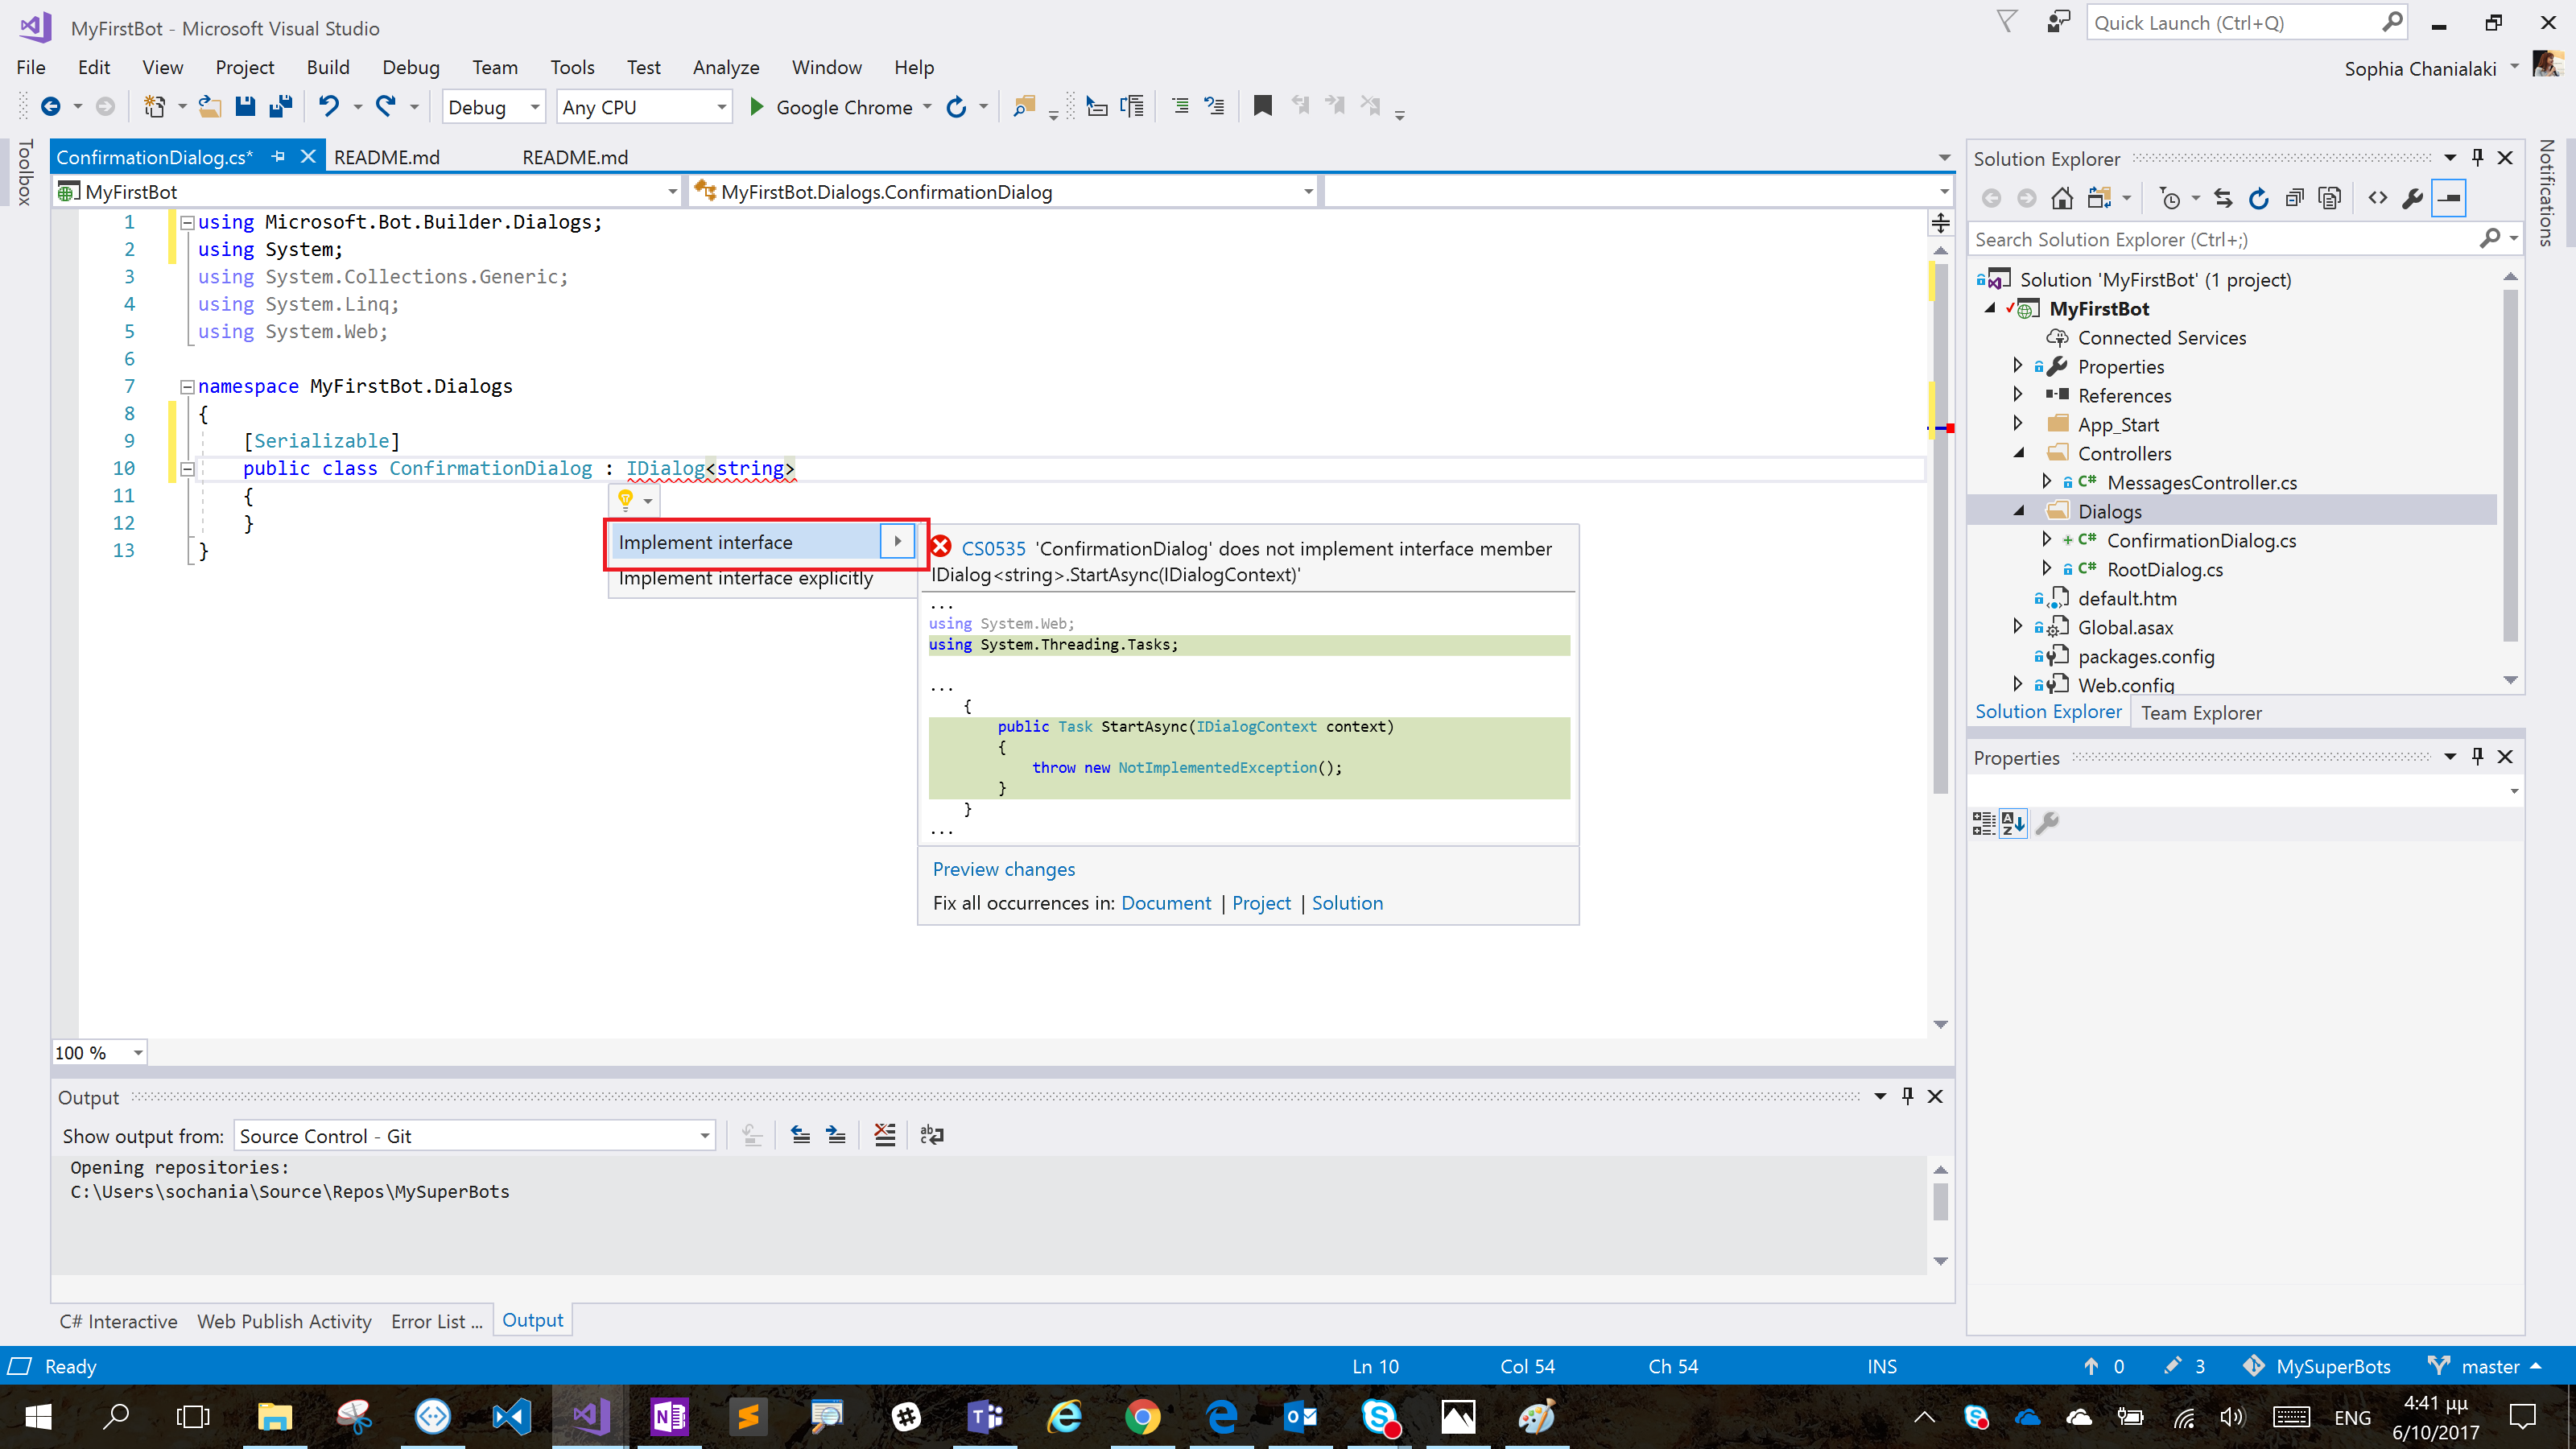 MyFirstBot - Microsoft Visual Studio
Quick Launch (Ctrl+Q)
File Edit View Project Build Debug Team Tools Test Analyze Window Help
Sophia Chanialaki
Debug Any CPU Google Chrome
Toolbox
ConfirmationDialog.cs* README.md README.md
MyFirstBot MyFirstBot.Dialogs.ConfirmationDialog
1 using Microsoft.Bot.Builder.Dialogs;
2 using System;
3 using System.Collections.Generic;
4 using System.Linq;
5 using System.Web;
6
7 namespace MyFirstBot.Dialogs
8 {
9 [Serializable]
10 public class ConfirmationDialog : IDialog<string>
11 {
12 }
13 }
Implement interface
Implement interface explicitly
CS0535 'ConfirmationDialog' does not implement interface member
IDialog<string>.StartAsync(IDialogContext)'
...
using System.Web;
using System.Threading.Tasks;
...
{
public Task StartAsync(IDialogContext context)
{
throw new NotImplementedException();
}
}
...
Preview changes
Fix all occurrences in: Document | Project | Solution
100 %
Output
Show output from: Source Control - Git
Opening repositories:
C:\Users\sochania\Source\Repos\MySuperBots
C# Interactive Web Publish Activity Error List ... Output
Solution Explorer
Search Solution Explorer (Ctrl+;)
Solution 'MyFirstBot' (1 project)
MyFirstBot
Connected Services
Properties
References
App_Start
Controllers
C# MessagesController.cs
Dialogs
C# ConfirmationDialog.cs
C# RootDialog.cs
default.htm
Global.asax
packages.config
Web.config
Solution Explorer Team Explorer
Properties
Notifications
Ready Ln 10 Col 54 Ch 54 INS 0 3 MySuperBots master
ENG
4:41 μμ
6/10/2017